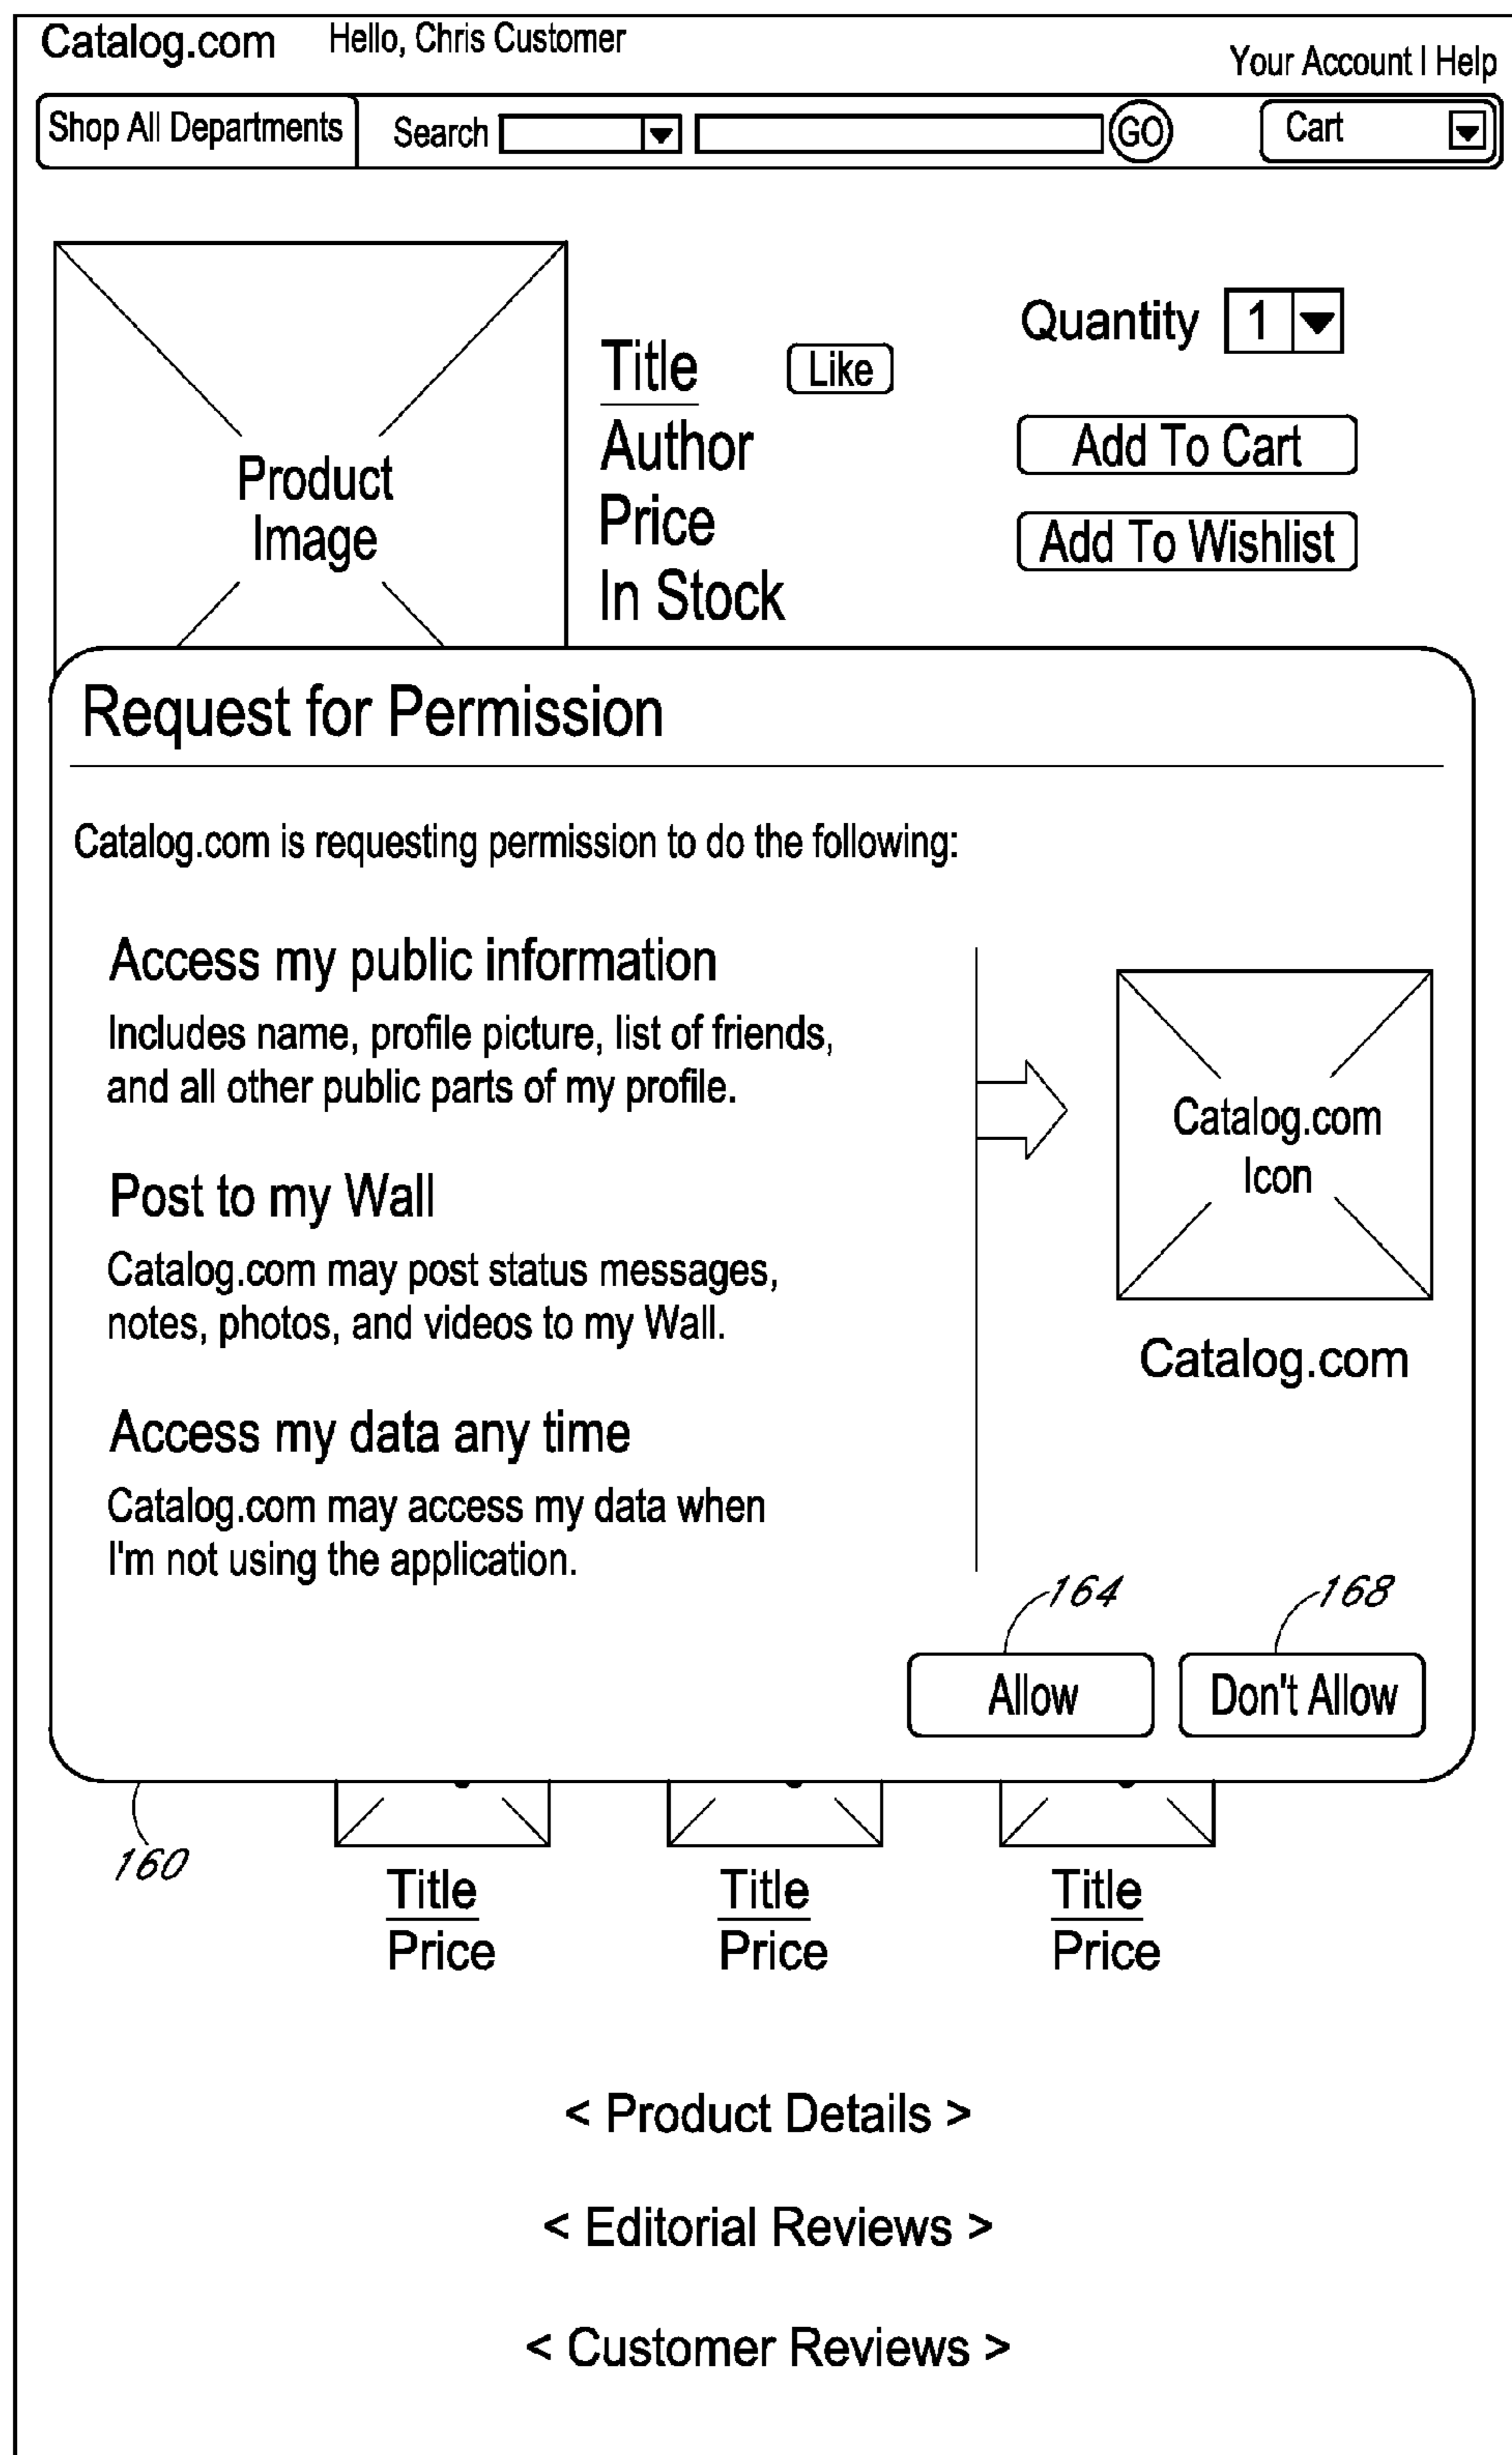 Catalog.com Hello, Chris Customer
Your Account | Help
Shop All Departments Search GO Cart
Quantity 1
Title Like
Author Add To Cart
Product
Image
Price
Add To Wishlist
In Stock
Request for Permission
Catalog.com is requesting permission to do the following:
Access my public information
Includes name, profile picture, list of friends,
and all other public parts of my profile.
Post to my Wall
Catalog.com may post status messages,
notes, photos, and videos to my Wall.
Access my data any time
Catalog.com may access my data when
I'm not using the application.
Catalog.com
Icon
Catalog.com
164 168
Allow Don't Allow
160
Title Title Title
Price Price Price
< Product Details >
< Editorial Reviews >
< Customer Reviews >